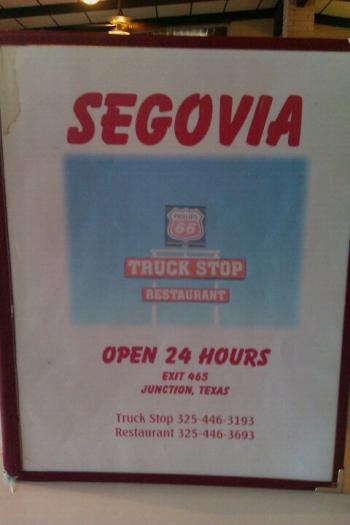 SEGOVIA
PHILLIPS
66
TRUCK STOP
RESTAURANT
OPEN 24 HOURS
EXIT 465
JUNCTION, TEXAS
Truck Stop 325-446-3193
Restaurant 325-446-3693